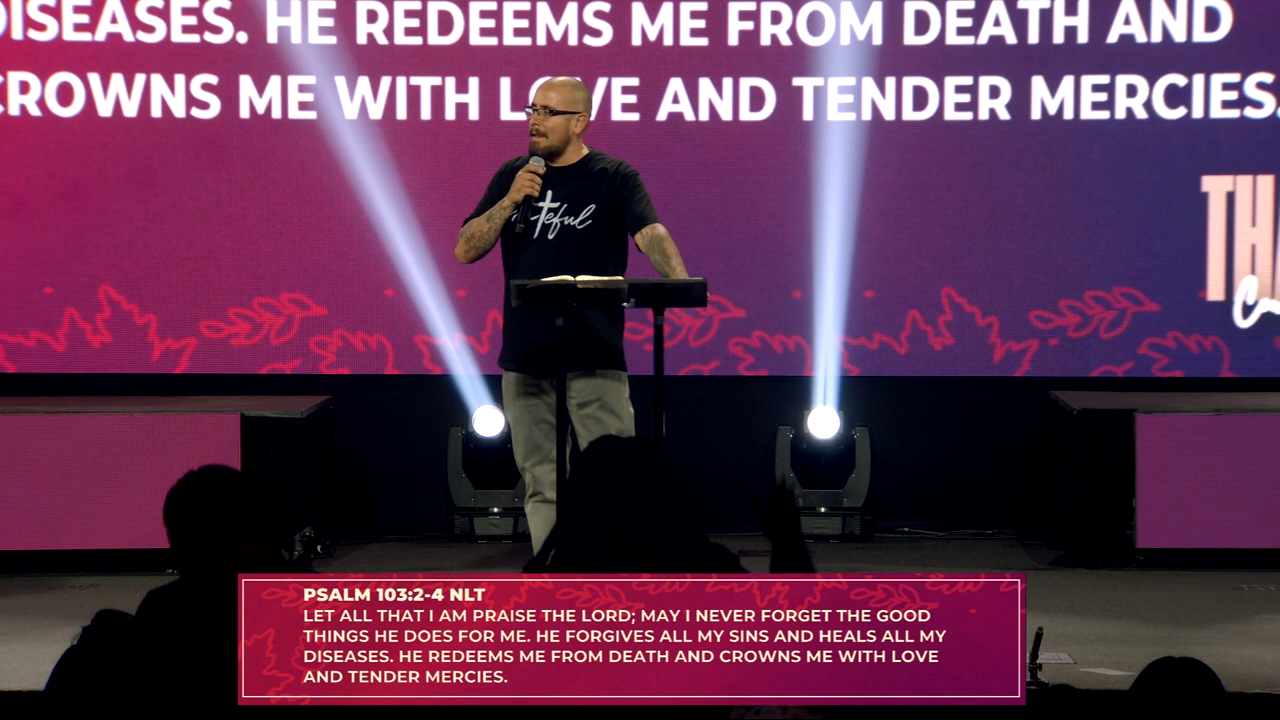 DISEASES. HE REDEEMS ME FROM DEATH AND
CROWNS ME WITH LOVE AND TENDER MERCIES.
PSALM 103:2-4 NLT
LET ALL THAT I AM PRAISE THE LORD; MAY I NEVER FORGET THE GOOD
THINGS HE DOES FOR ME. HE FORGIVES ALL MY SINS AND HEALS ALL MY
DISEASES. HE REDEEMS ME FROM DEATH AND CROWNS ME WITH LOVE
AND TENDER MERCIES.